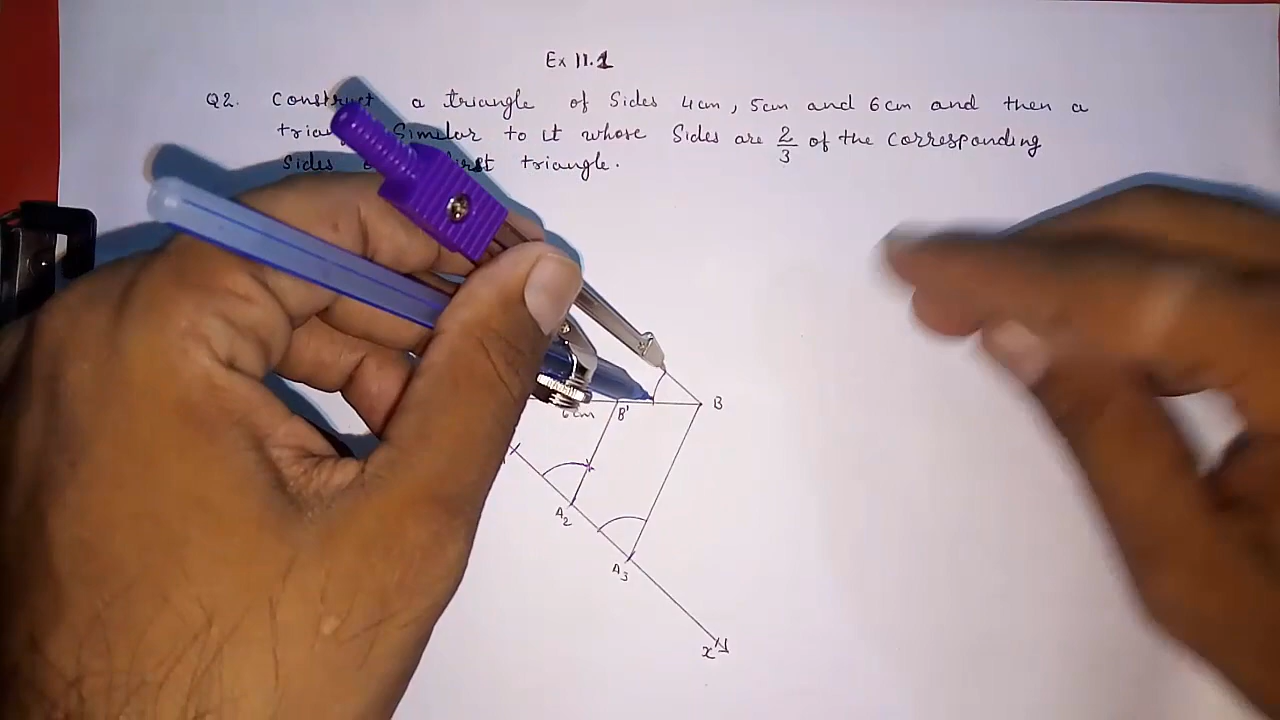 Ex 11.1
Q2. Construct a triangle of Sides 4cm, 5cm and 6cm and then a
Similar to it whose Sides are 2/3 of the corresponding
Sides triangle.
B
6cm B'
A2
A3
x